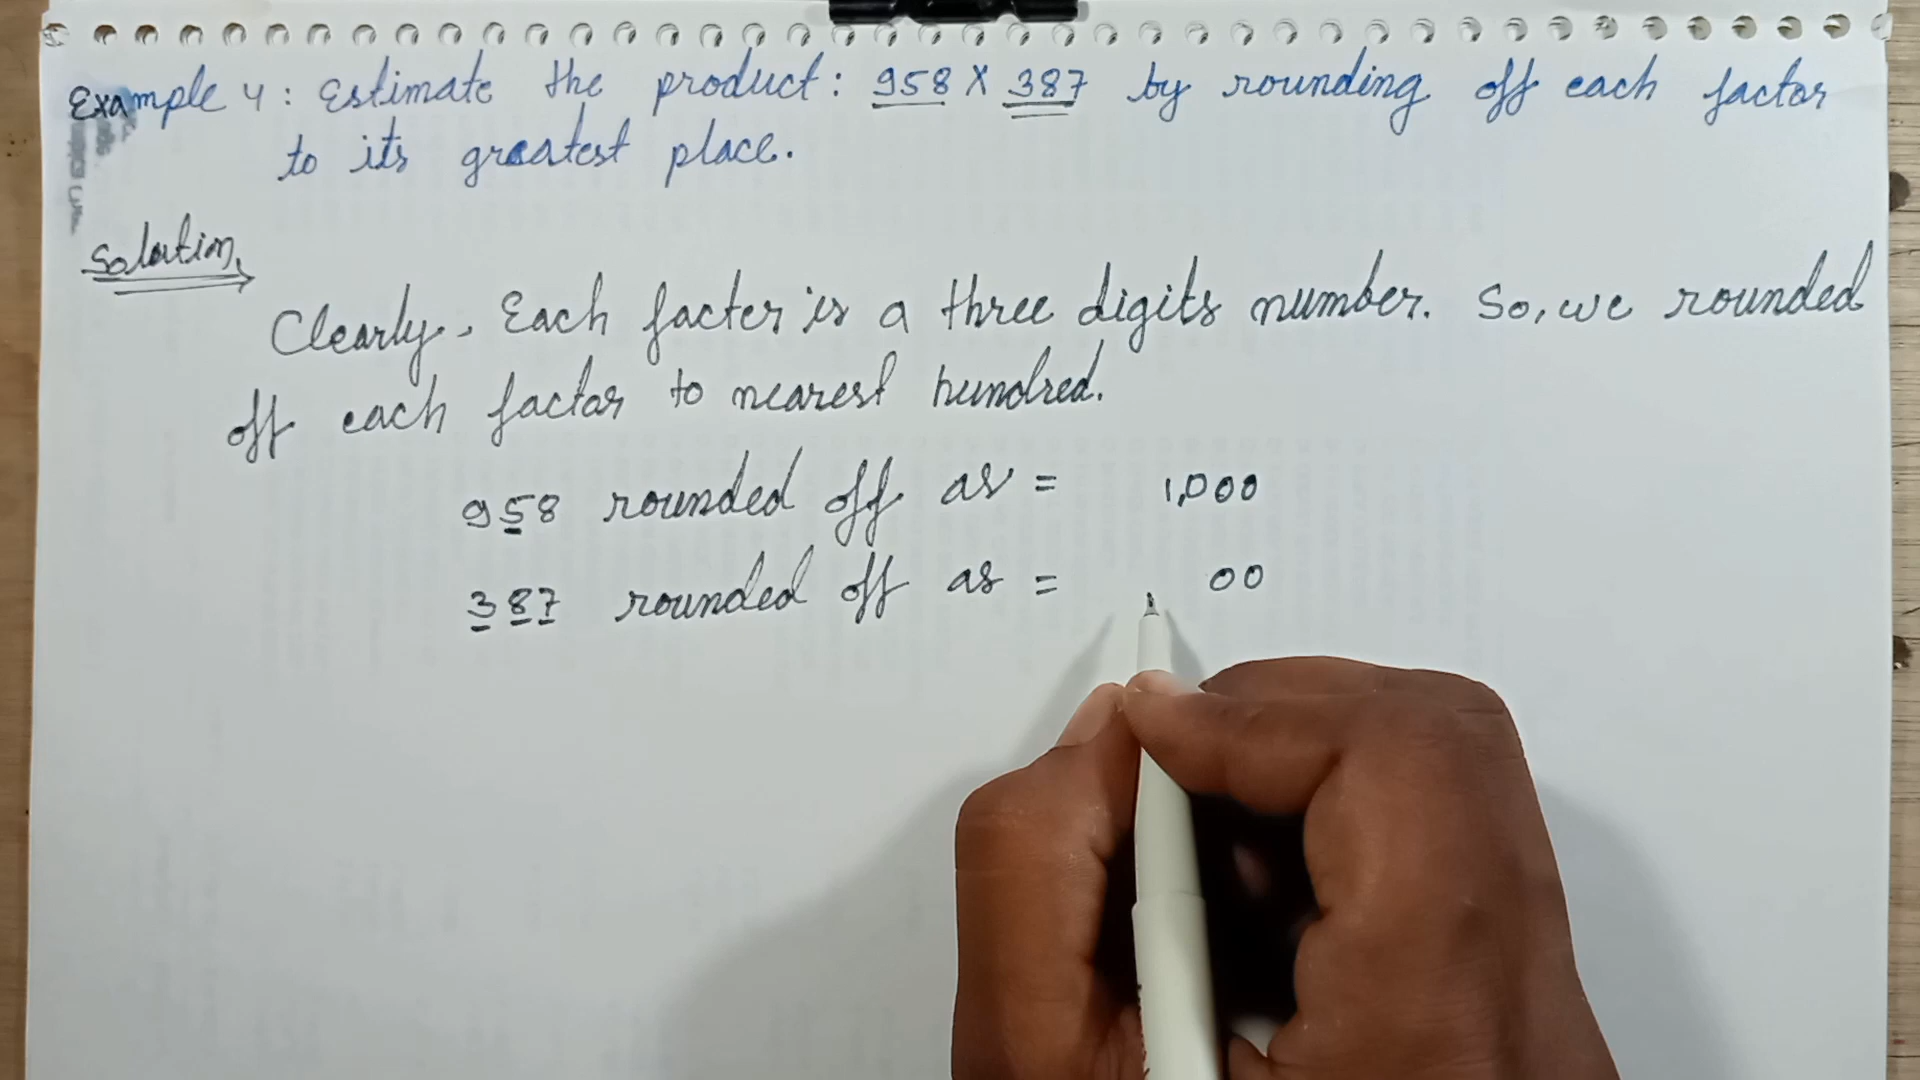 Example 4: Estimate the product: 958 X 387 by rounding off each factor
to its greatest place.
Solution
Clearly, Each facter is a three digits number. So, we rounded
off each factor to nearest hundred.
958 rounded off as = 1,000
387 rounded off as = 00